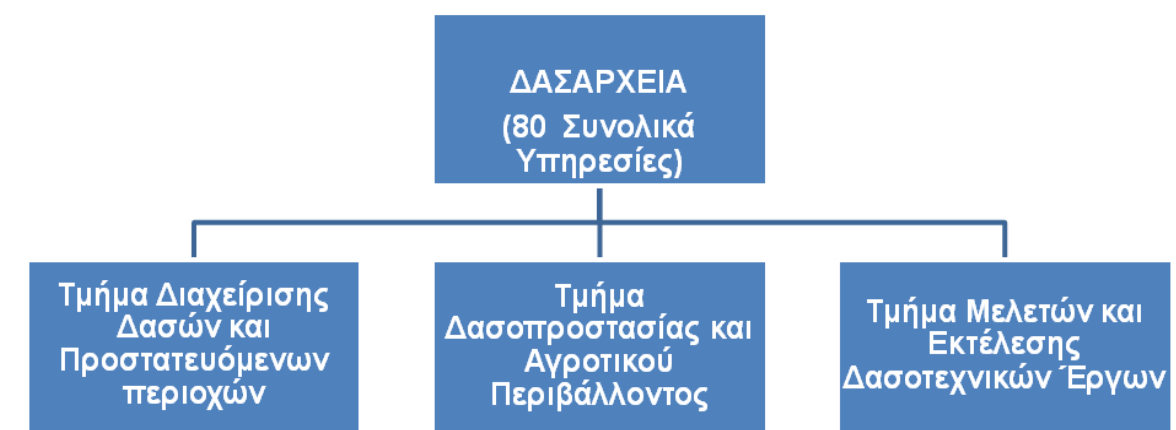 ΔΑΣΑΡΧΕΙΑ
(80 Συνολικά
Υπηρεσίες)
Τμήμα Διαχείρισης
Δασών και
Προστατευόμενων
περιοχών
Τμήμα
Δασοπροστασίας και
Αγροτικού
Περιβάλλοντος
Τμήμα Μελετών και
Εκτέλεσης
Δασοτεχνικών Έργων